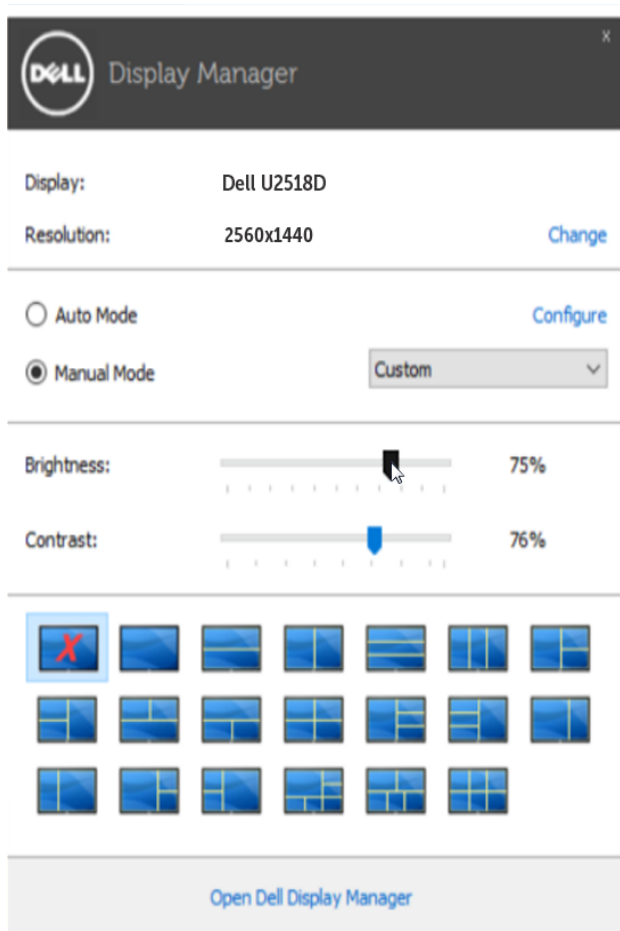 x
DELL Display Manager
Display: Dell U2518D
Resolution: 2560x1440 Change
Auto Mode Configure
Manual Mode Custom
Brightness: 75%
Contrast: 76%
X
Open Dell Display Manager